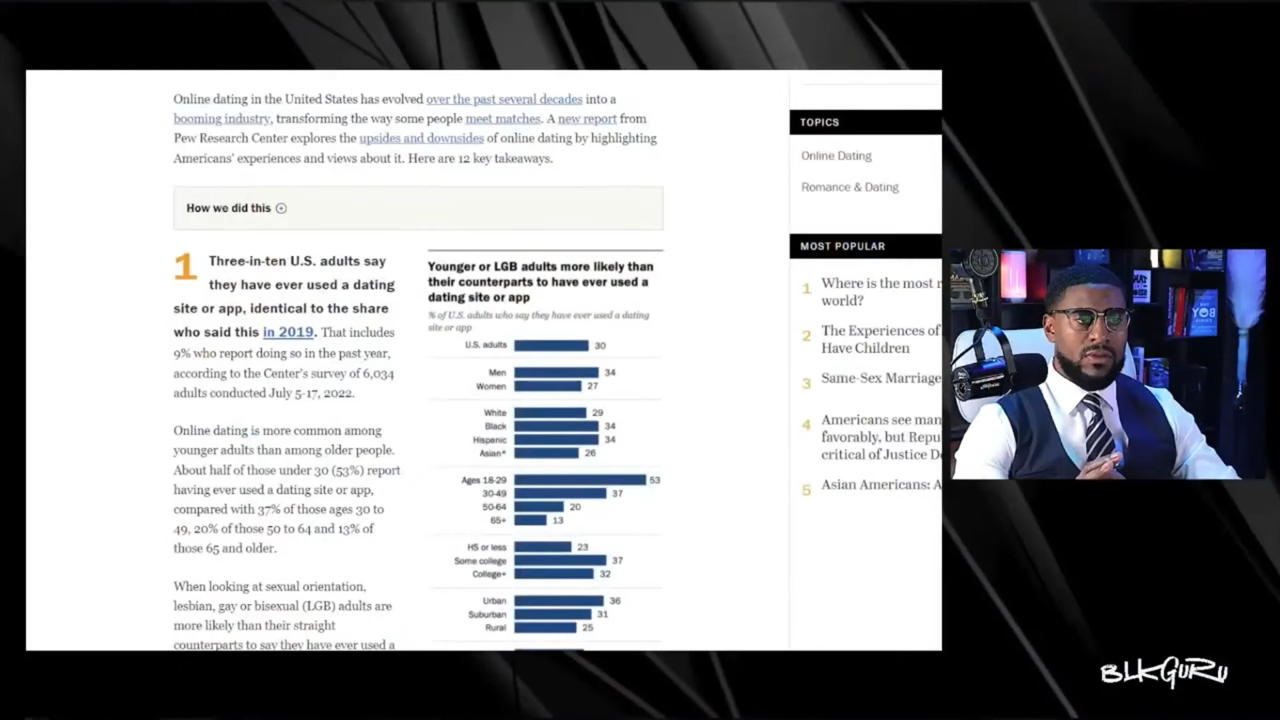 Online dating in the United States has evolved over the past several decades into a
booming industry, transforming the way some people meet matches. A new report from
Pew Research Center explores the upsides and downsides of online dating by highlighting
Americans' experiences and views about it. Here are 12 key takeaways.
How we did this
1 Three-in-ten U.S. adults say
they have ever used a dating
site or app, identical to the share
who said this in 2019. That includes
9% who report doing so in the past year,
according to the Center's survey of 6,034
adults conducted July 5-17, 2022.
Online dating is more common among
younger adults than among older people.
About half of those under 30 (53%) report
having ever used a dating site or app,
compared with 37% of those ages 30 to
49, 20% of those 50 to 64 and 13% of
those 65 and older.
When looking at sexual orientation,
lesbian, gay or bisexual (LGB) adults are
more likely than their straight
counterparts to say they have ever used a
Younger or LGB adults more likely than
their counterparts to have ever used a
dating site or app
% of U.S. adults who say they have ever used a dating
site or app
U.S. adults 30
Men 34
Women 27
White 29
Black 34
Hispanic 34
Asian* 26
Ages 18-29 53
30-49 37
50-64 20
65+ 13
HS or less 23
Some college 37
College+ 32
Urban 36
Suburban 31
Rural 25
TOPICS
Online Dating
Romance & Dating
MOST POPULAR
1 Where is the most r
world?
2 The Experiences of
Have Children
3 Same-Sex Marriage
4 Americans see man
favorably, but Repu
critical of Justice D
5 Asian Americans: A
BLKGURU